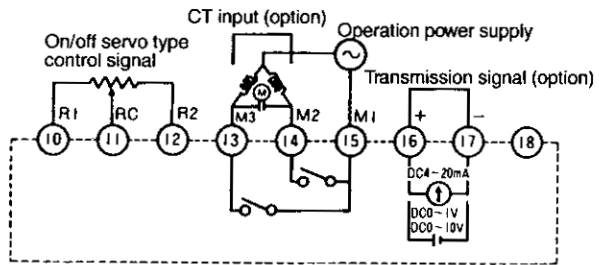 CT input (option)
Operation power supply
On/off servo type
control signal
Transmission signal (option)
M
R1 RC R2 M3 M2 M1 + -
10 11 12 13 14 15 16 17 18
DC4~20mA
DC0~1V
DC0~10V